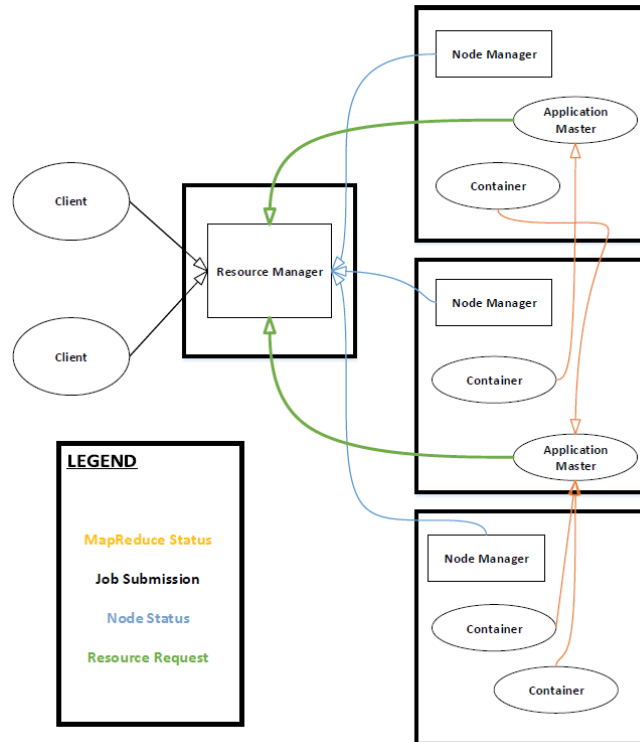 Node Manager
Application
Master
Container
Client
Resource Manager
Node Manager
Container
Client
Application
Master
LEGEND
MapReduce Status
Job Submission
Node Status
Resource Request
Node Manager
Container
Container